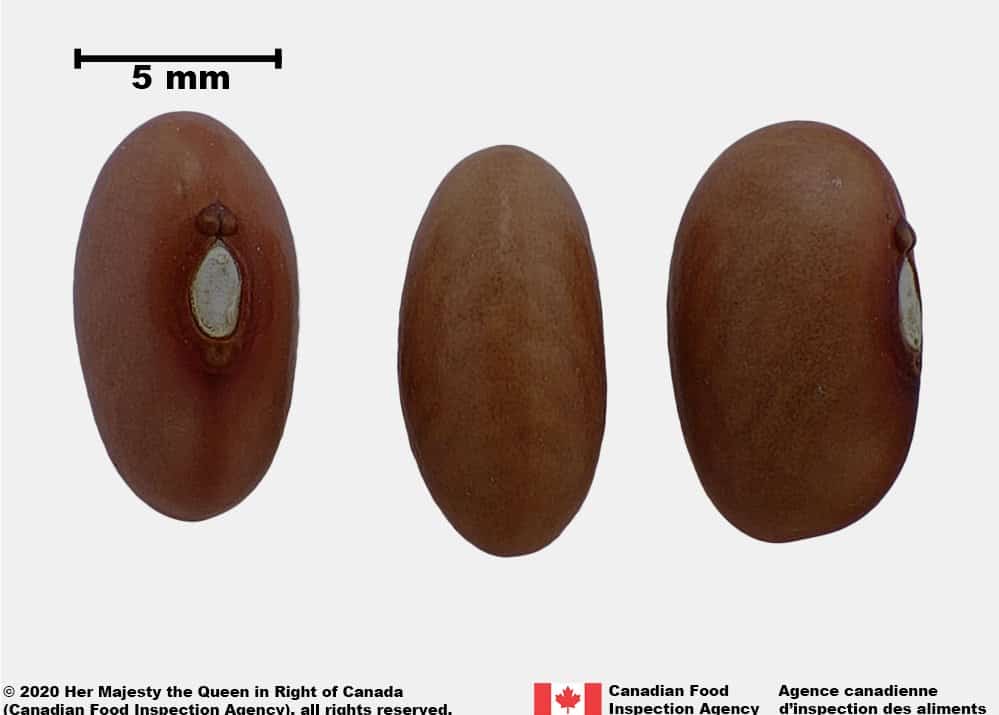 5 mm
© 2020 Her Majesty the Queen in Right of Canada
(Canadian Food Inspection Agency), all rights reserved.
Canadian Food
Inspection Agency
Agence canadienne
d'inspection des aliments